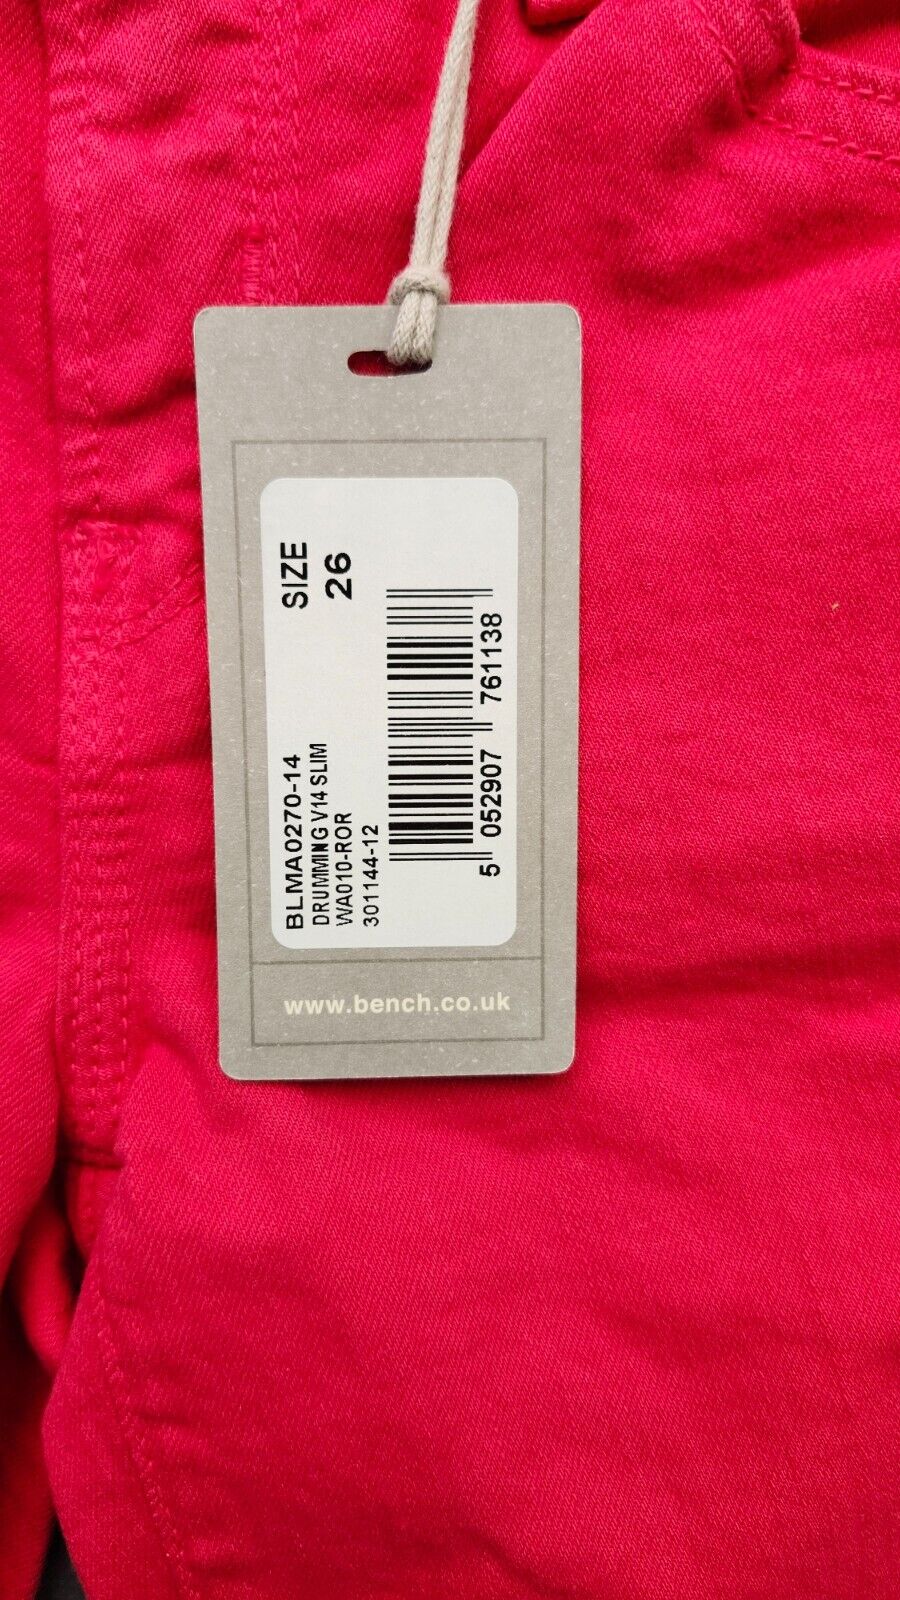 SIZE
26
BLMA0270-14
DRUMMING V14 SLIM
WA010-ROR
301144-12
5 052907 761138
www.bench.co.uk